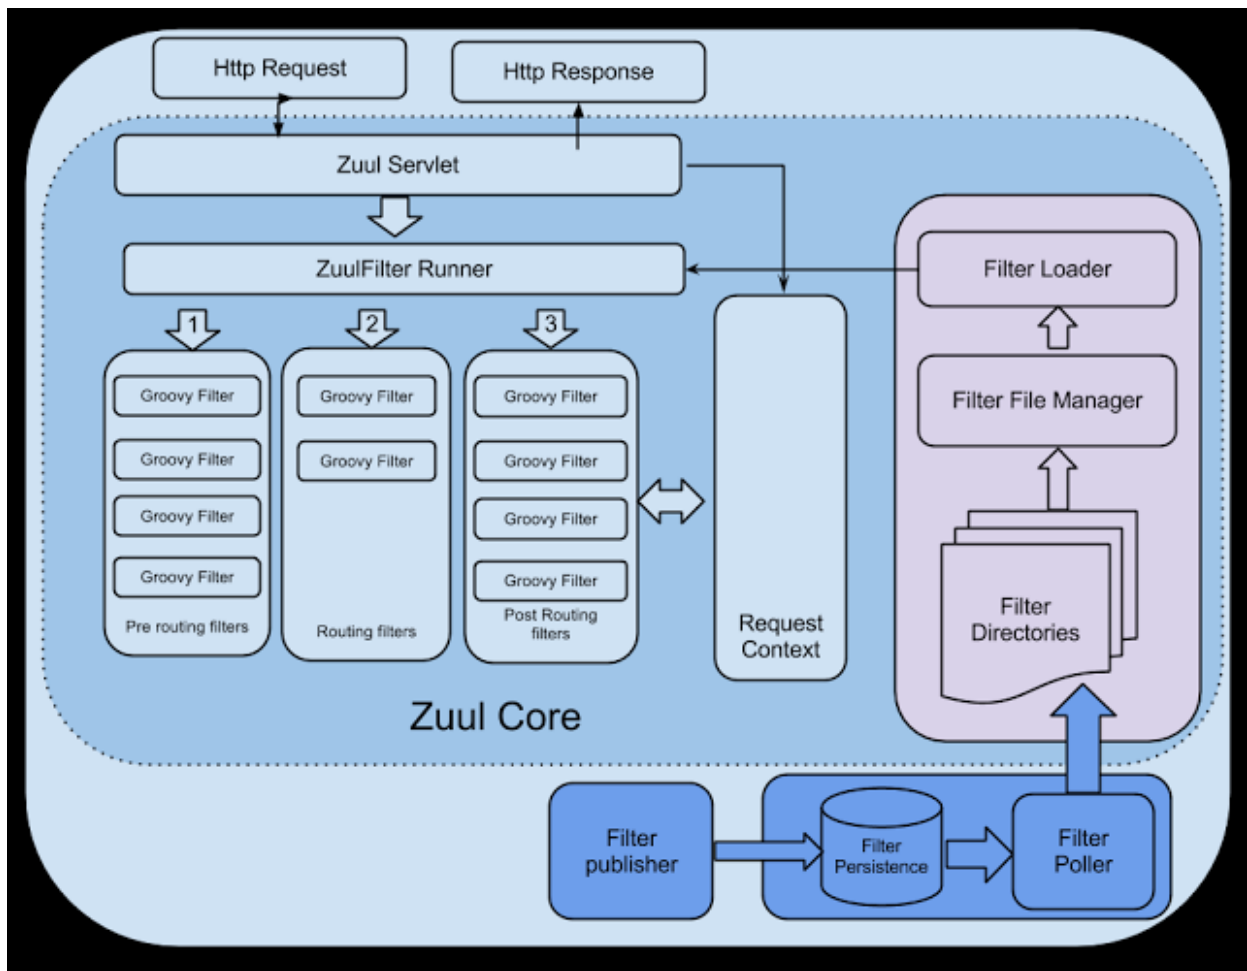 Http Request
Http Response
Zuul Servlet
ZuulFilter Runner
Filter Loader
1
2
3
Filter File Manager
Groovy Filter
Groovy Filter
Groovy Filter
Groovy Filter
Pre routing filters
Groovy Filter
Groovy Filter
Routing filters
Groovy Filter
Groovy Filter
Groovy Filter
Groovy Filter
Post Routing
filters
Request
Context
Filter
Directories
Zuul Core
Filter
publisher
Filter
Persistence
Filter
Poller